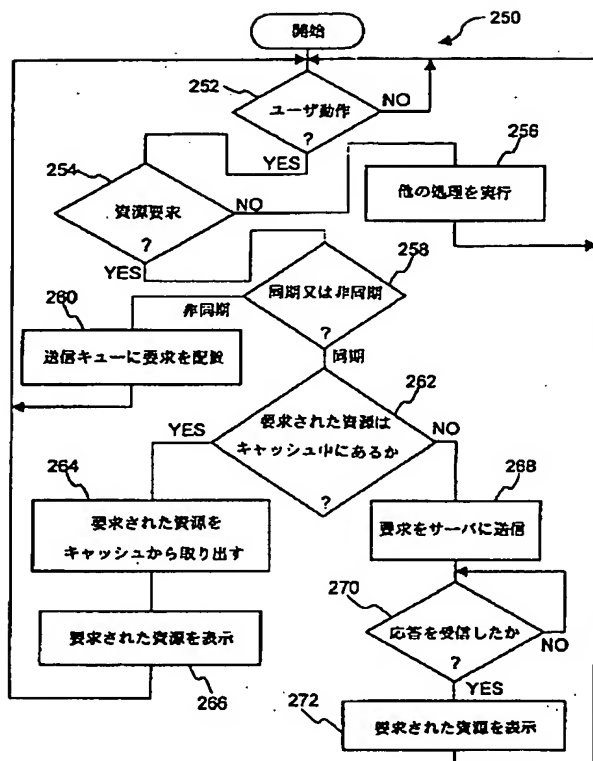 開始
250
252
ユーザ動作
?
NO
YES
254
資源要求
?
NO
YES
256
他の処理を実行
258
同期又は非同期
?
非同期
同期
260
送信キューに要求を配置
262
要求された資源は
キャッシュ中にあるか
?
YES
NO
264
要求された資源を
キャッシュから取り出す
268
要求をサーバに送信
270
応答を受信したか
?
NO
YES
要求された資源を表示
266
272
要求された資源を表示